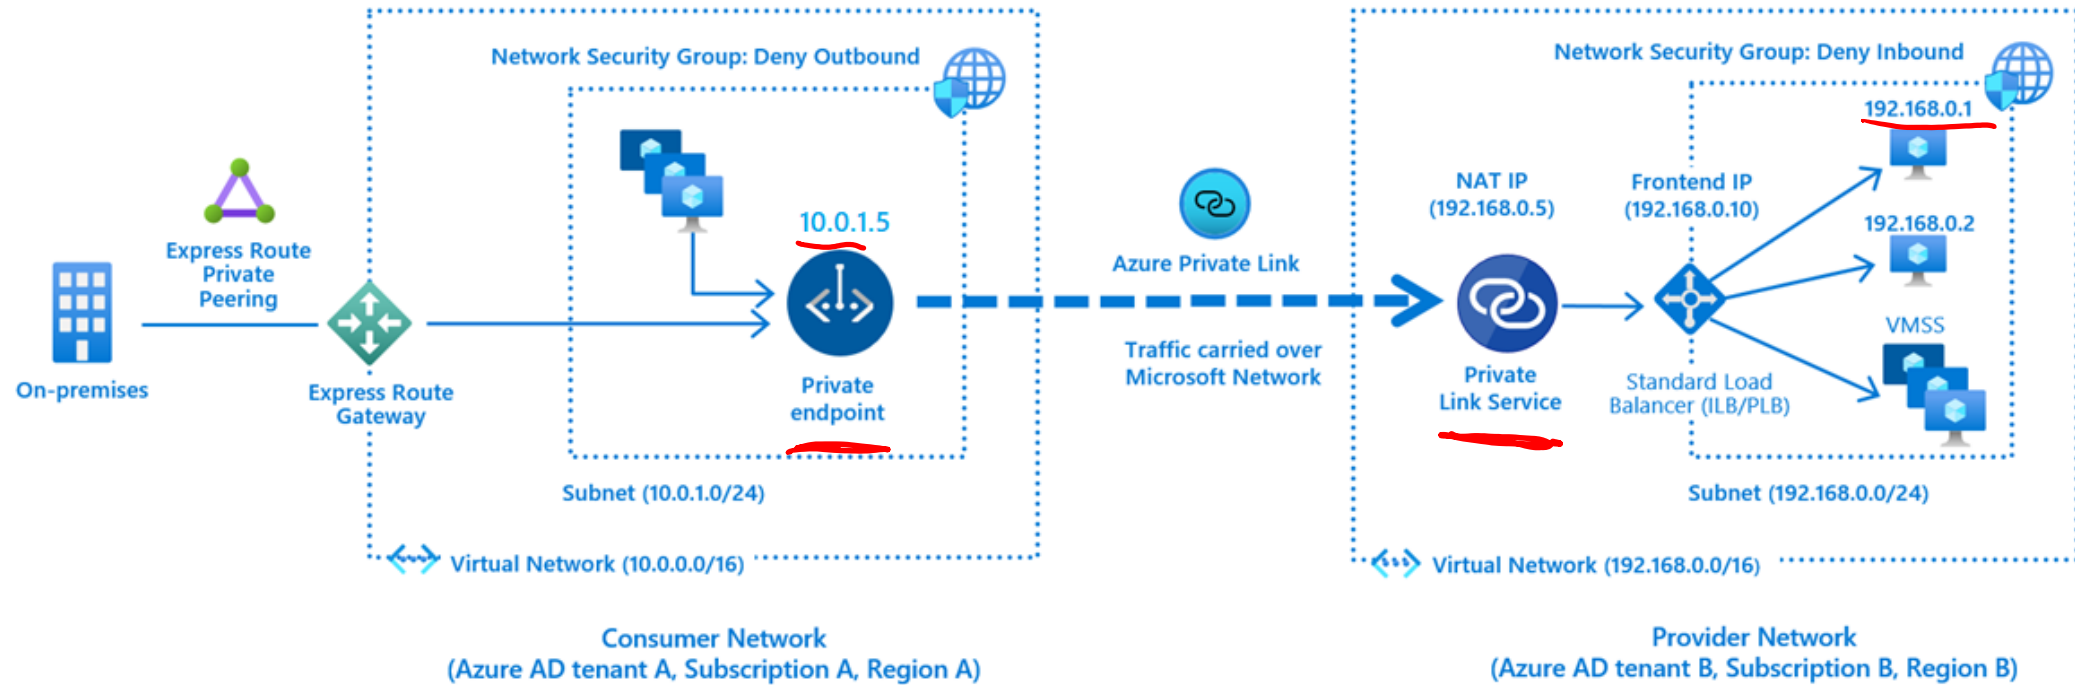 Network Security Group: Deny Outbound
10.0.1.5
Express Route
Private
Peering
On-premises
Express Route
Gateway
Private
endpoint
Subnet (10.0.1.0/24)
Virtual Network (10.0.0.0/16)
Consumer Network
(Azure AD tenant A, Subscription A, Region A)
Azure Private Link
Traffic carried over
Microsoft Network
Network Security Group: Deny Inbound
192.168.0.1
NAT IP
(192.168.0.5)
Frontend IP
(192.168.0.10)
192.168.0.2
VMSS
Private
Link Service
Standard Load
Balancer (ILB/PLB)
Subnet (192.168.0.0/24)
Virtual Network (192.168.0.0/16)
Provider Network
(Azure AD tenant B, Subscription B, Region B)